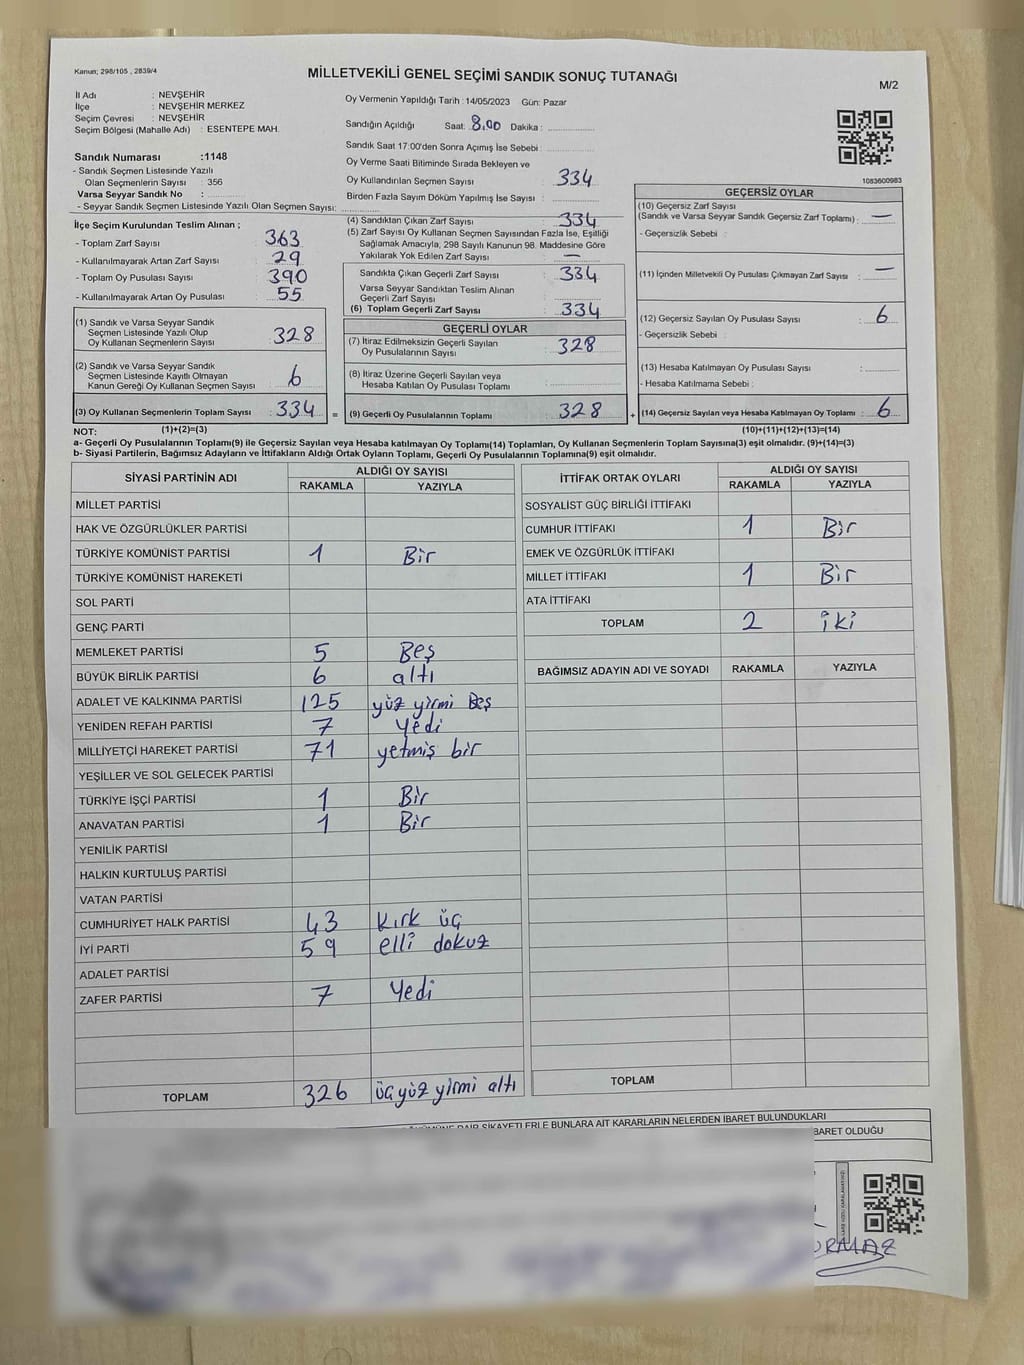 Kanun; 298/105 , 2839/4
MİLLETVEKİLİ GENEL SEÇİMİ SANDIK SONUÇ TUTANAĞI
M/2
İl Adı : NEVŞEHİR
İlçe : NEVŞEHİR MERKEZ
Seçim Çevresi : NEVŞEHİR
Seçim Bölgesi (Mahalle Adı) : ESENTEPE MAH.
Sandık Numarası :1148
- Sandık Seçmen Listesinde Yazılı
Olan Seçmenlerin Sayısı : 356
Varsa Seyyar Sandık No :
- Seyyar Sandık Seçmen Listesinde Yazılı Olan Seçmen Sayısı:
İlçe Seçim Kurulundan Teslim Alınan ;
- Toplam Zarf Sayısı : 363
- Kullanılmayarak Artan Zarf Sayısı : 29
- Toplam Oy Pusulası Sayısı : 390
- Kullanılmayarak Artan Oy Pusulası : 55
(1) Sandık ve Varsa Seyyar Sandık
Seçmen Listesinde Yazılı Olup
Oy Kullanan Seçmenlerin Sayısı : 328
(2) Sandık ve Varsa Seyyar Sandık
Seçmen Listesinde Kayıtlı Olmayan
Kanun Gereği Oy Kullanan Seçmen Sayısı : 6
(3) Oy Kullanan Seçmenlerin Toplam Sayısı : 334 =
Oy Vermenin Yapıldığı Tarih : 14/05/2023 Gün: Pazar
Sandığın Açıldığı Saat: 8.00 Dakika :
Sandık Saat 17:00'den Sonra Açımış İse Sebebi :
Oy Verme Saati Bitiminde Sırada Bekleyen ve
Oy Kullandırılan Seçmen Sayısı : 334
Birden Fazla Sayım Döküm Yapılmış İse Sayısı :
(4) Sandıktan Çıkan Zarf Sayısı : 334
(5) Zarf Sayısı Oy Kullanan Seçmen Sayısından Fazla İse, Eşitliği
Sağlamak Amacıyla, 298 Sayılı Kanunun 98. Maddesine Göre
Yakılarak Yok Edilen Zarf Sayısı : —
Sandıkta Çıkan Geçerli Zarf Sayısı : 334
Varsa Seyyar Sandıktan Teslim Alınan
Geçerli Zarf Sayısı :
(6) Toplam Geçerli Zarf Sayısı : 334
GEÇERLİ OYLAR
(7) İtiraz Edilmeksizin Geçerli Sayılan
Oy Pusulalarının Sayısı : 328
(8) İtiraz Üzerine Geçerli Sayılan veya
Hesaba Katılan Oy Pusulası Toplamı :
(9) Geçerli Oy Pusulalarının Toplamı : 328 +
1083600983
GEÇERSİZ OYLAR
(10) Geçersiz Zarf Sayısı
(Sandık ve Varsa Seyyar Sandık Geçersiz Zarf Toplamı) : —
- Geçersizlik Sebebi :
(11) İçinden Milletvekili Oy Pusulası Çıkmayan Zarf Sayısı : —
(12) Geçersiz Sayılan Oy Pusulası Sayısı : 6
- Geçersizlik Sebebi :
(13) Hesaba Katılmayan Oy Pusulası Sayısı :
- Hesaba Katılmama Sebebi :
(14) Geçersiz Sayılan veya Hesaba Katılmayan Oy Toplamı : 6
NOT: (1)+(2)=(3) (10)+(11)+(12)+(13)=(14)
a- Geçerli Oy Pusulalarının Toplamı(9) ile Geçersiz Sayılan veya Hesaba katılmayan Oy Toplamı(14) Toplamları, Oy Kullanan Seçmenlerin Toplam Sayısına(3) eşit olmalıdır. (9)+(14)=(3)
b- Siyasi Partilerin, Bağımsız Adayların ve İttifakların Aldığı Ortak Oyların Toplamı, Geçerli Oy Pusulalarının Toplamına(9) eşit olmalıdır.
SİYASİ PARTİNİN ADI ALDIĞI OY SAYISI
RAKAMLA YAZIYLA
MİLLET PARTİSİ
HAK VE ÖZGÜRLÜKLER PARTİSİ
TÜRKİYE KOMÜNİST PARTİSİ 1 Bir
TÜRKİYE KOMÜNİST HAREKETİ
SOL PARTİ
GENÇ PARTİ
MEMLEKET PARTİSİ 5 Beş
BÜYÜK BİRLİK PARTİSİ 6 altı
ADALET VE KALKINMA PARTİSİ 125 yüz yirmi Beş
YENİDEN REFAH PARTİSİ 7 Yedi
MİLLİYETÇİ HAREKET PARTİSİ 71 yetmiş bir
YEŞİLLER VE SOL GELECEK PARTİSİ
TÜRKİYE İŞÇİ PARTİSİ 1 Bir
ANAVATAN PARTİSİ 1 Bir
YENİLİK PARTİSİ
HALKIN KURTULUŞ PARTİSİ
VATAN PARTİSİ
CUMHURİYET HALK PARTİSİ 43 Kırk üç
İYİ PARTİ 59 elli dokuz
ADALET PARTİSİ
ZAFER PARTİSİ 7 Yedi
TOPLAM 326 üçyüz yirmi altı
İTTİFAK ORTAK OYLARI ALDIĞI OY SAYISI
RAKAMLA YAZIYLA
SOSYALİST GÜÇ BİRLİĞİ İTTİFAKI
CUMHUR İTTİFAKI 1 Bir
EMEK VE ÖZGÜRLÜK İTTİFAKI
MİLLET İTTİFAKI 1 Bir
ATA İTTİFAKI
TOPLAM 2 iki
BAĞIMSIZ ADAYIN ADI VE SOYADI RAKAMLA YAZIYLA
TOPLAM
DAİR ŞİKAYETLERLE BUNLARA AİT KARARLARIN NELERDEN İBARET BULUNDUKLARI
BARET OLDUĞU